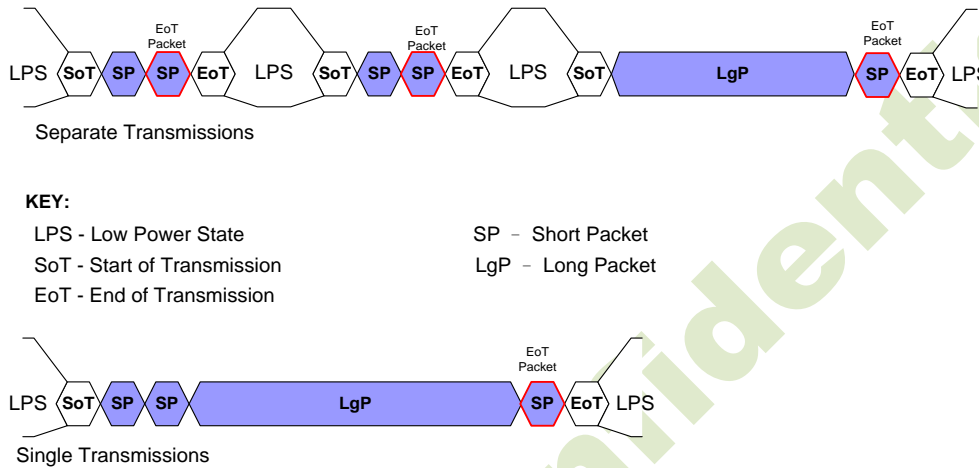 EoT
Packet
EoT
Packet
EoT
Packet
LPS SoT SP SP EoT LPS SoT SP SP EoT LPS SoT LgP SP EoT LPS
Separate Transmissions
KEY:
LPS - Low Power State
SP - Short Packet
SoT - Start of Transmission
LgP - Long Packet
EoT - End of Transmission
EoT
Packet
LPS SoT SP SP LgP SP EoT LPS
Single Transmissions